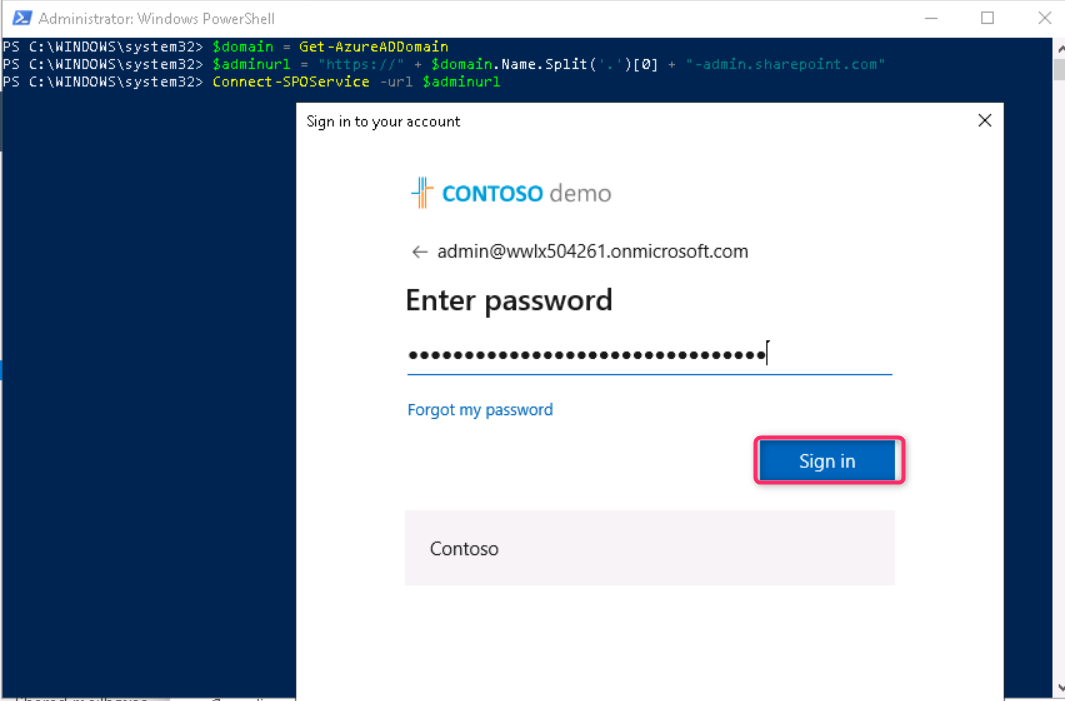 Administrator: Windows PowerShell
PS C:\WINDOWS\system32> $domain = Get-AzureADDomain
PS C:\WINDOWS\system32> $adminurl = "https://" + $domain.Name.Split('.')[0] + "-admin.sharepoint.com"
PS C:\WINDOWS\system32> Connect-SPOService -url $adminurl
Sign in to your account
CONTOSO demo
← admin@wwlx504261.onmicrosoft.com
Enter password
Forgot my password
Sign in
Contoso